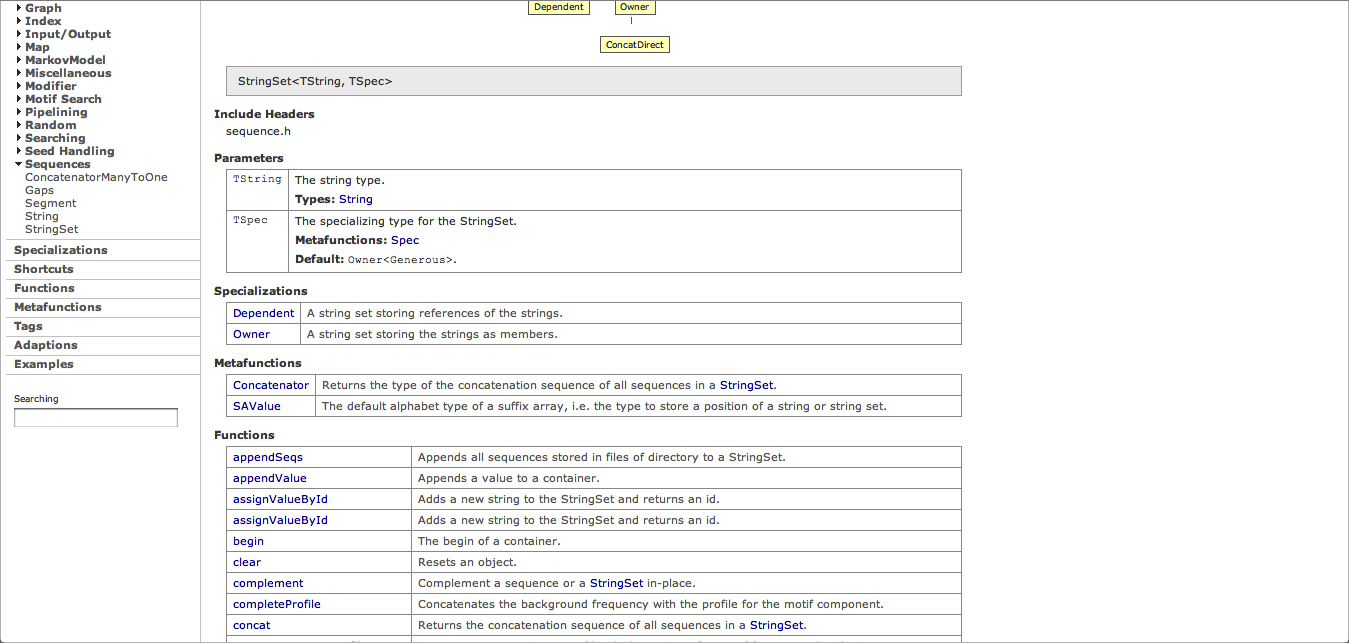 Graph
Index
Input/Output
Map
MarkovModel
Miscellaneous
Modifier
Motif Search
Pipelining
Random
Searching
Seed Handling
Sequences
ConcatenatorManyToOne
Gaps
Segment
String
StringSet
Specializations
Shortcuts
Functions
Metafunctions
Tags
Adaptions
Examples
Searching
Dependent Owner
ConcatDirect
StringSet<TString, TSpec>
Include Headers
sequence.h
Parameters
TString The string type.
Types: String
TSpec The specializing type for the StringSet.
Metafunctions: Spec
Default: Owner<Generous>.
Specializations
Dependent A string set storing references of the strings.
Owner A string set storing the strings as members.
Metafunctions
Concatenator Returns the type of the concatenation sequence of all sequences in a StringSet.
SAValue The default alphabet type of a suffix array, i.e. the type to store a position of a string or string set.
Functions
appendSeqs Appends all sequences stored in files of directory to a StringSet.
appendValue Appends a value to a container.
assignValueById Adds a new string to the StringSet and returns an id.
assignValueById Adds a new string to the StringSet and returns an id.
begin The begin of a container.
clear Resets an object.
complement Complement a sequence or a StringSet in-place.
completeProfile Concatenates the background frequency with the profile for the motif component.
concat Returns the concatenation sequence of all sequences in a StringSet.